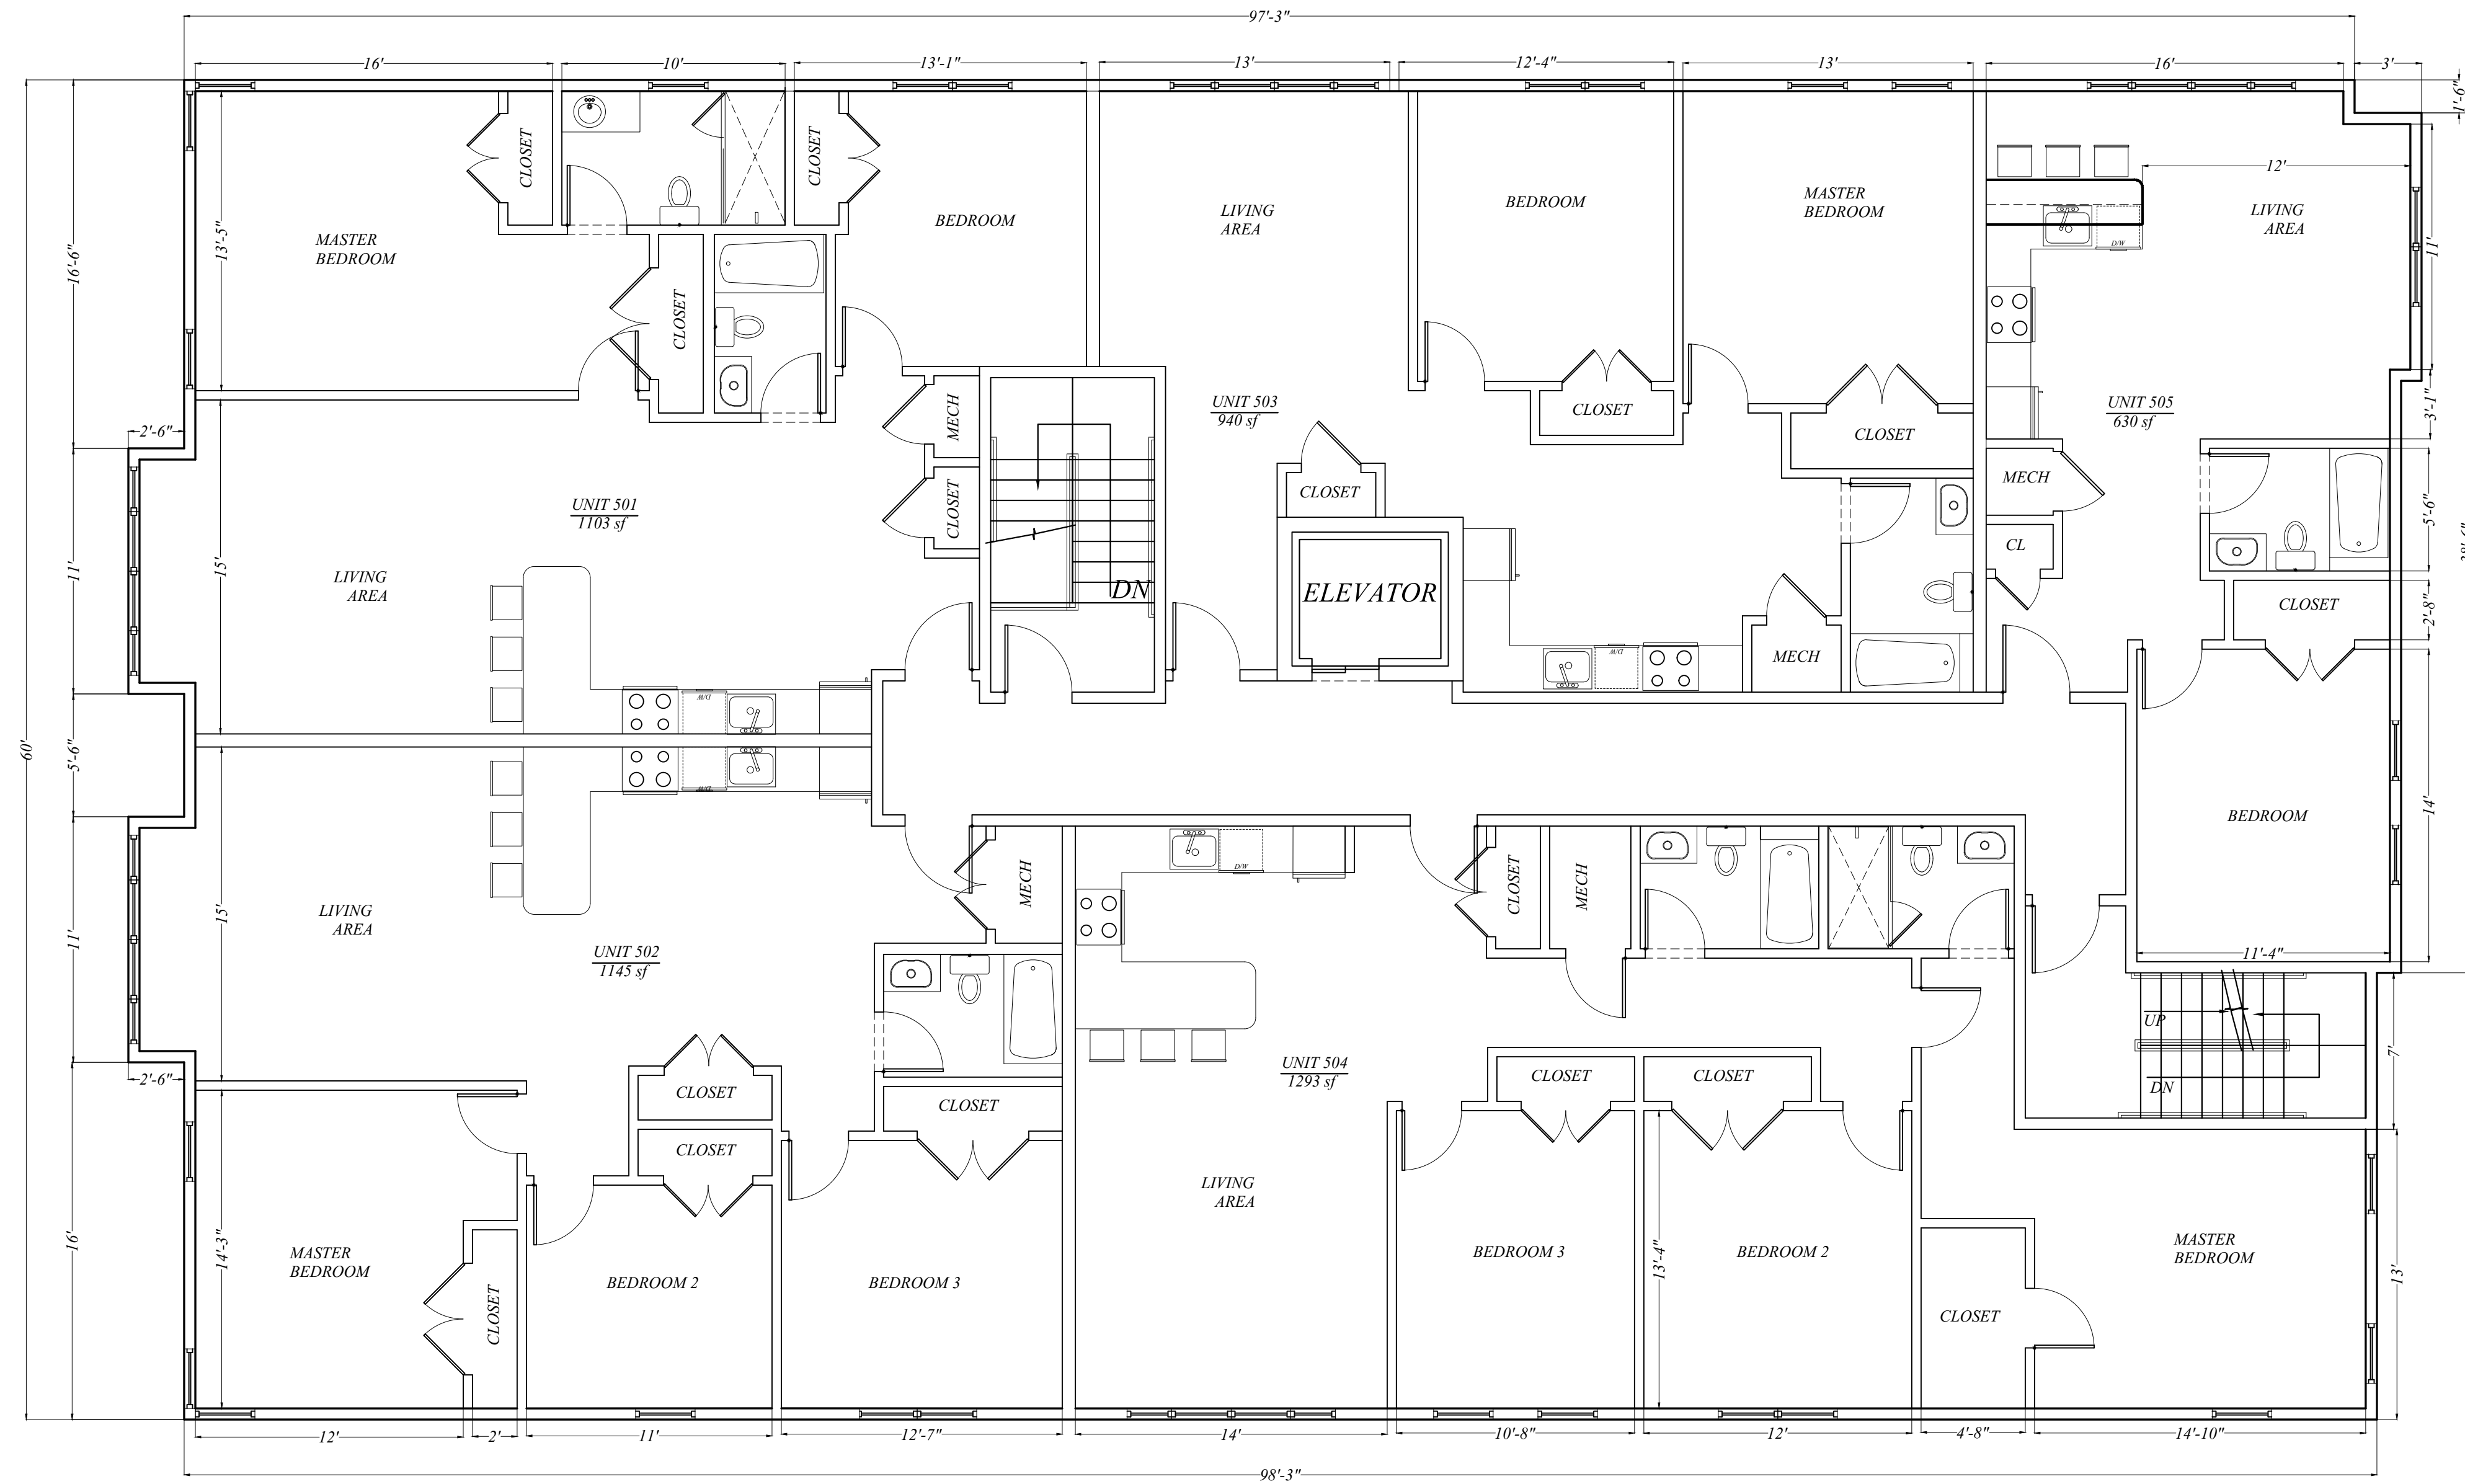 97'-3"
16'
10'
13'-1"
13'
12'-4"
13'
16'
3'
1'-6"
CLOSET
CLOSET
MASTER
BEDROOM
13'-5"
16'-6"
BEDROOM
LIVING
AREA
BEDROOM
MASTER
BEDROOM
12'
LIVING
AREA
D/W
11'
CLOSET
2'-6"
MECH
UNIT 503
940 sf
CLOSET
CLOSET
UNIT 505
630 sf
3'-1"
CLOSET
UNIT 501
1103 sf
CLOSET
MECH
5'-6"
CL
11'
15'
LIVING
AREA
DN
ELEVATOR
CLOSET
2'-8"
D/W
MECH
D/W
60'
5'-6"
D/W
14'
BEDROOM
11'-4"
11'
15'
LIVING
AREA
UNIT 502
1145 sf
MECH
D/W
CLOSET
MECH
UP
DN
7'
2'-6"
CLOSET
CLOSET
CLOSET
UNIT 504
1293 sf
CLOSET
CLOSET
16'
14'-3"
MASTER
BEDROOM
CLOSET
BEDROOM 2
BEDROOM 3
LIVING
AREA
BEDROOM 3
13'-4"
BEDROOM 2
CLOSET
MASTER
BEDROOM
13'
12'
2'
11'
12'-7"
14'
10'-8"
12'
4'-8"
14'-10"
98'-3"